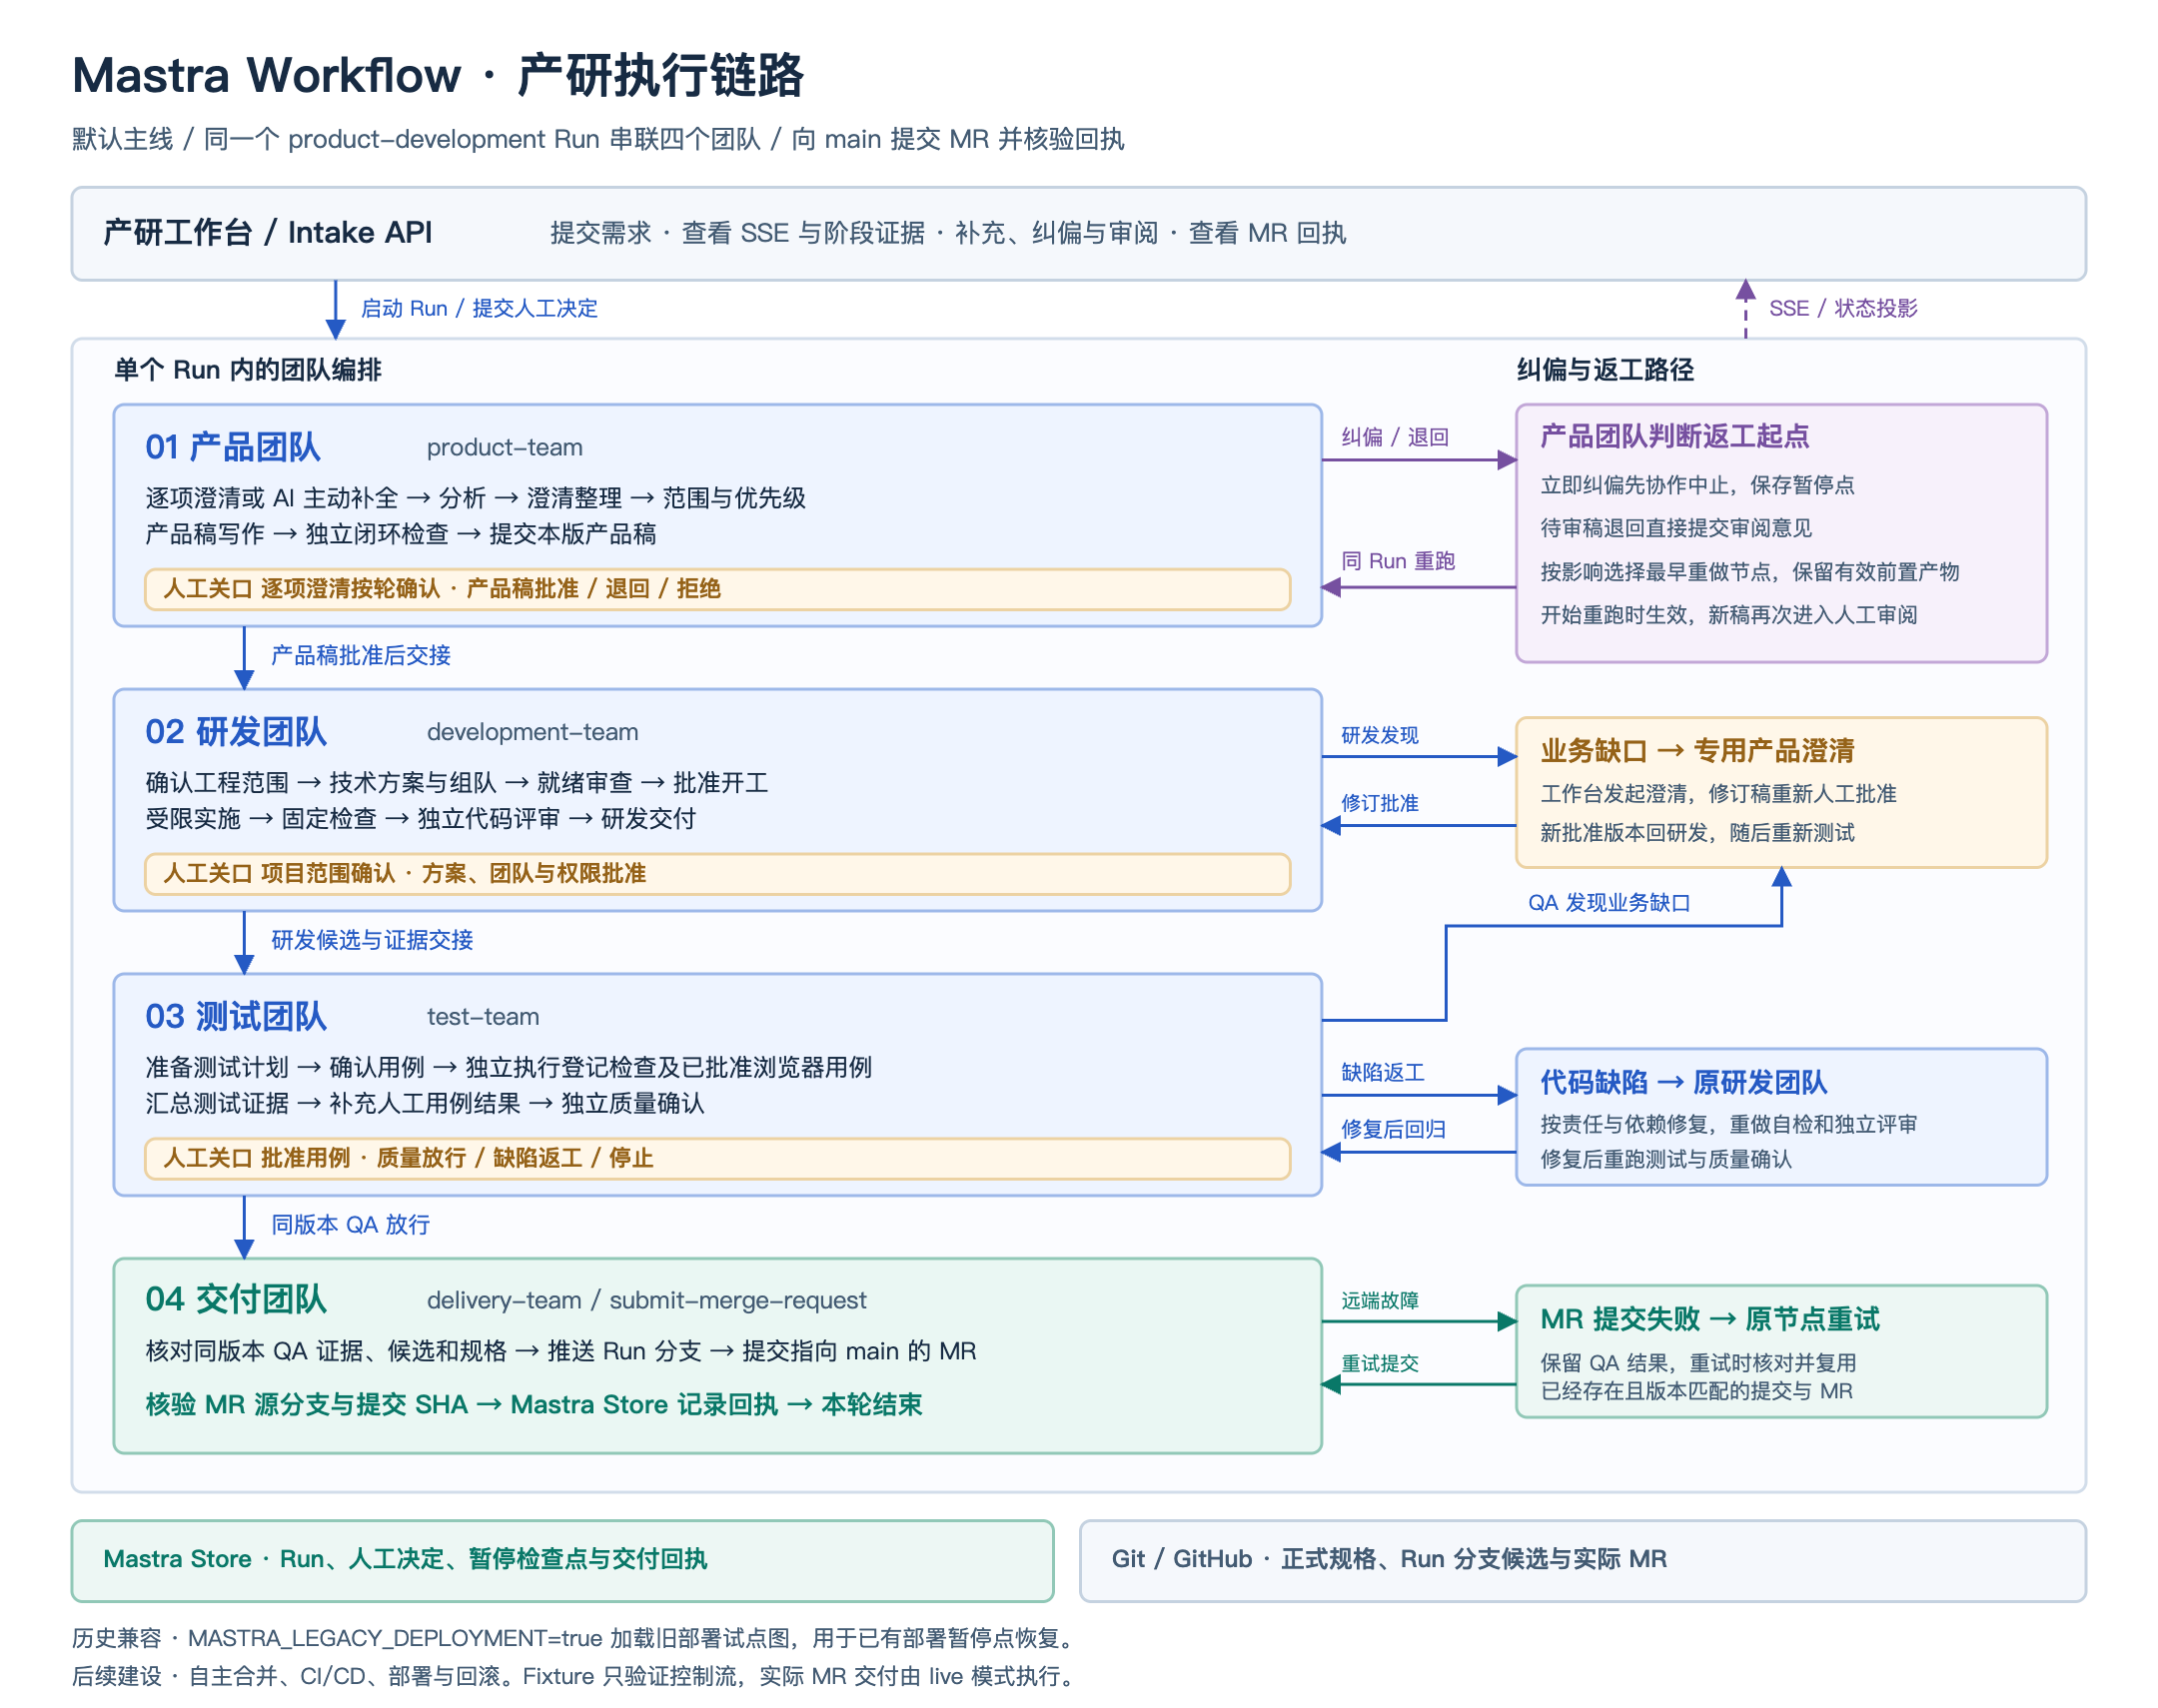 Mastra Workflow · 产研执行链路
默认主线 / 同一个 product-development Run 串联四个团队 / 向 main 提交 MR 并核验回执
产研工作台 / Intake API
提交需求 · 查看 SSE 与阶段证据 · 补充、纠偏与审阅 · 查看 MR 回执
启动 Run / 提交人工决定
SSE / 状态投影
单个 Run 内的团队编排
纠偏与返工路径
01 产品团队
product-team
逐项澄清或 AI 主动补全 → 分析 → 澄清整理 → 范围与优先级
产品稿写作 → 独立闭环检查 → 提交本版产品稿
人工关口 逐项澄清按轮确认 · 产品稿批准 / 退回 / 拒绝
纠偏 / 退回
同 Run 重跑
产品团队判断返工起点
立即纠偏先协作中止，保存暂停点
待审稿退回直接提交审阅意见
按影响选择最早重做节点，保留有效前置产物
开始重跑时生效，新稿再次进入人工审阅
产品稿批准后交接
02 研发团队
development-team
确认工程范围 → 技术方案与组队 → 就绪审查 → 批准开工
受限实施 → 固定检查 → 独立代码评审 → 研发交付
人工关口 项目范围确认 · 方案、团队与权限批准
研发发现
修订批准
业务缺口 → 专用产品澄清
工作台发起澄清，修订稿重新人工批准
新批准版本回研发，随后重新测试
QA 发现业务缺口
研发候选与证据交接
03 测试团队
test-team
准备测试计划 → 确认用例 → 独立执行登记检查及已批准浏览器用例
汇总测试证据 → 补充人工用例结果 → 独立质量确认
人工关口 批准用例 · 质量放行 / 缺陷返工 / 停止
缺陷返工
修复后回归
代码缺陷 → 原研发团队
按责任与依赖修复，重做自检和独立评审
修复后重跑测试与质量确认
同版本 QA 放行
04 交付团队
delivery-team / submit-merge-request
核对同版本 QA 证据、候选和规格 → 推送 Run 分支 → 提交指向 main 的 MR
核验 MR 源分支与提交 SHA → Mastra Store 记录回执 → 本轮结束
远端故障
重试提交
MR 提交失败 → 原节点重试
保留 QA 结果，重试时核对并复用
已经存在且版本匹配的提交与 MR
Mastra Store · Run、人工决定、暂停检查点与交付回执
Git / GitHub · 正式规格、Run 分支候选与实际 MR
历史兼容 · MASTRA_LEGACY_DEPLOYMENT=true 加载旧部署试点图，用于已有部署暂停点恢复。
后续建设 · 自主合并、CI/CD、部署与回滚。Fixture 只验证控制流，实际 MR 交付由 live 模式执行。